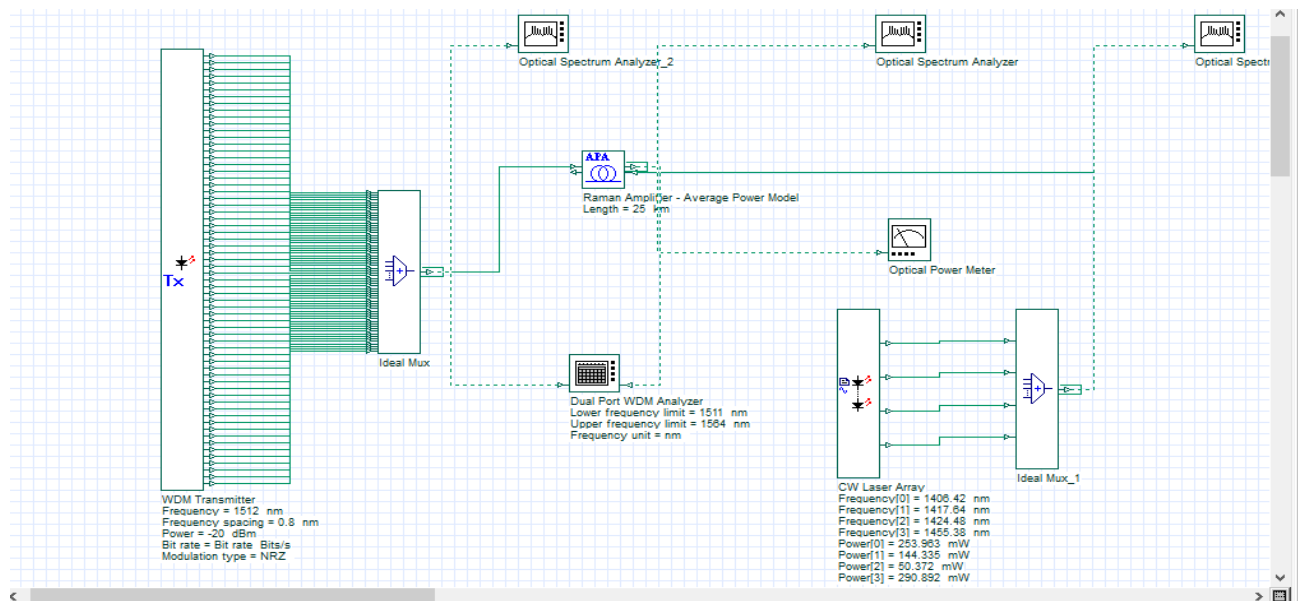 Optical Spectrum Analyzer_2
Optical Spectrum Analyzer
Optical
APA
Raman Amplifier - Average Power Model
Length = 25 km
Optical Power Meter
Tx
Ideal Mux
Dual Port WDM Analyzer
Lower frequency limit = 1511 nm
Upper frequency limit = 1564 nm
Frequency unit = nm
WDM Transmitter
Frequency = 1512 nm
Frequency spacing = 0.8 nm
Power = -20 dBm
Bit rate = Bit rate Bits/s
Modulation type = NRZ
Ideal Mux_1
CW Laser Array
Frequency[0] = 1406.42 nm
Frequency[1] = 1417.64 nm
Frequency[2] = 1424.48 nm
Frequency[3] = 1455.38 nm
Power[0] = 253.963 mW
Power[1] = 144.335 mW
Power[2] = 50.372 mW
Power[3] = 290.892 mW